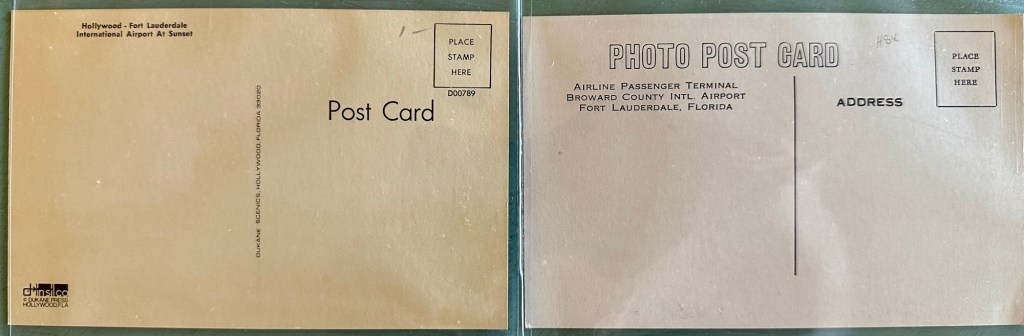 Hollywood - Fort Lauderdale
International Airport At Sunset
PLACE
STAMP
HERE
D00789
Post Card
DUKANE SCENICS, HOLLYWOOD, FLORIDA 33020
© DUKANE PRESS
HOLLYWOOD, FLA
PHOTO POST CARD
AIRLINE PASSENGER TERMINAL
BROWARD COUNTY INTL. AIRPORT
FORT LAUDERDALE, FLORIDA
ADDRESS
PLACE
STAMP
HERE